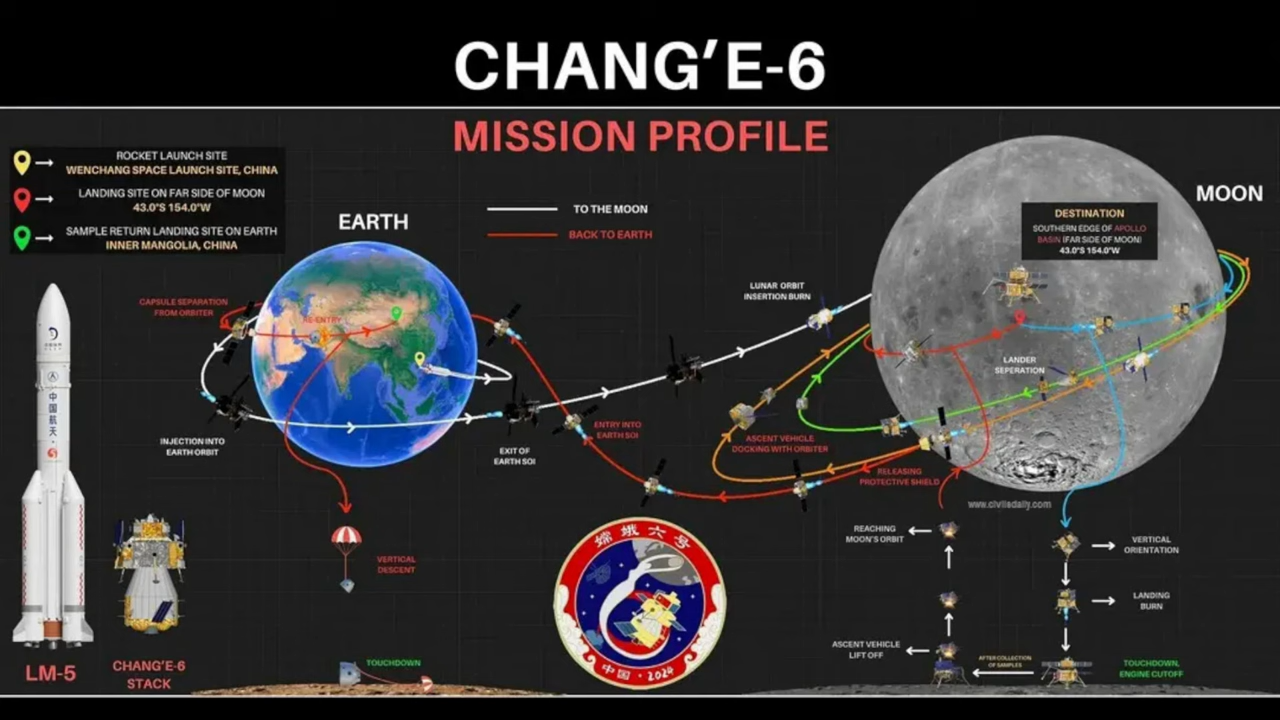 CHANG'E-6
MISSION PROFILE
ROCKET LAUNCH SITE
WENCHANG SPACE LAUNCH SITE, CHINA
LANDING SITE ON FAR SIDE OF MOON
43.0°S 154.0°W
SAMPLE RETURN LANDING SITE ON EARTH
INNER MANGOLIA, CHINA
EARTH
TO THE MOON
BACK TO EARTH
MOON
DESTINATION
SOUTHERN EDGE OF APOLLO
BASIN (FAR SIDE OF MOON)
43.0°S 154.0°W
CAPSULE SEPARATION
FROM ORBITER
RE-ENTRY
LUNAR ORBIT
INSERTION BURN
LANDER
SEPERATION
INJECTION INTO
EARTH ORBIT
EXIT OF
EARTH SOI
ENTRY INTO
EARTH SOI
ASCENT VEHICLE
DOCKING WITH ORBITER
RELEASING
PROTECTIVE SHIELD
www.civilsdaily.com
中国航天
REACHING
MOON'S ORBIT
VERTICAL
ORIENTATION
VERTICAL
DESCENT
LANDING
BURN
ASCENT VEHICLE
LIFT OFF
AFTER COLLECTION
OF SAMPLES
TOUCHDOWN,
ENGINE CUTOFF
TOUCHDOWN
嫦娥六号
中国·2024
LM-5
CHANG'E-6
STACK